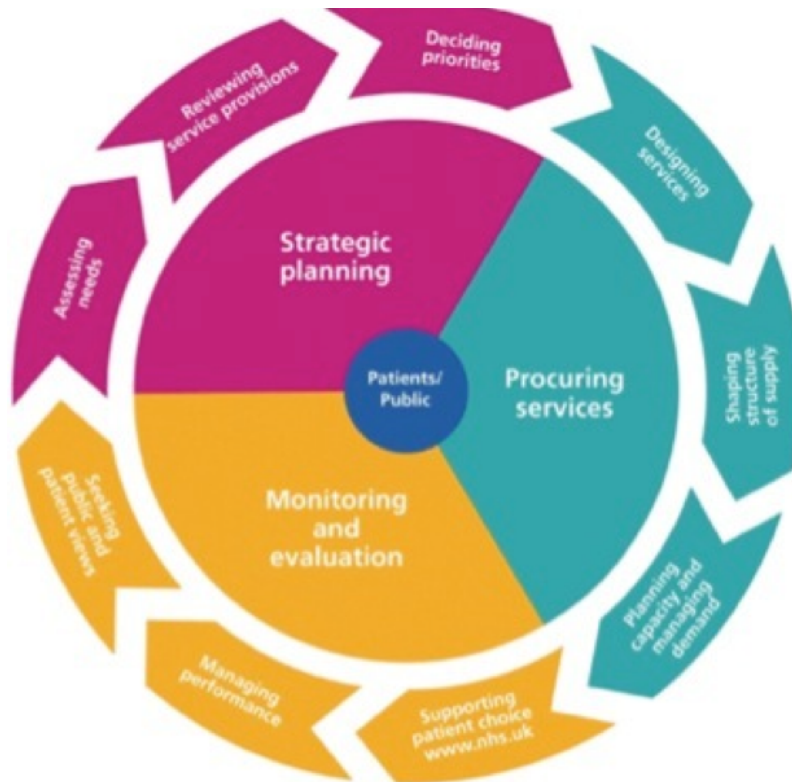 Deciding
priorities
Designing
services
Shaping
structure
of supply
Planning
capacity and
managing
demand
Supporting
patient choice
www.nhs.uk
Managing
performance
Seeking
public and
patient views
Assessing
needs
Reviewing
service provisions
Strategic
planning
Procuring
services
Monitoring
and
evaluation
Patients/
Public